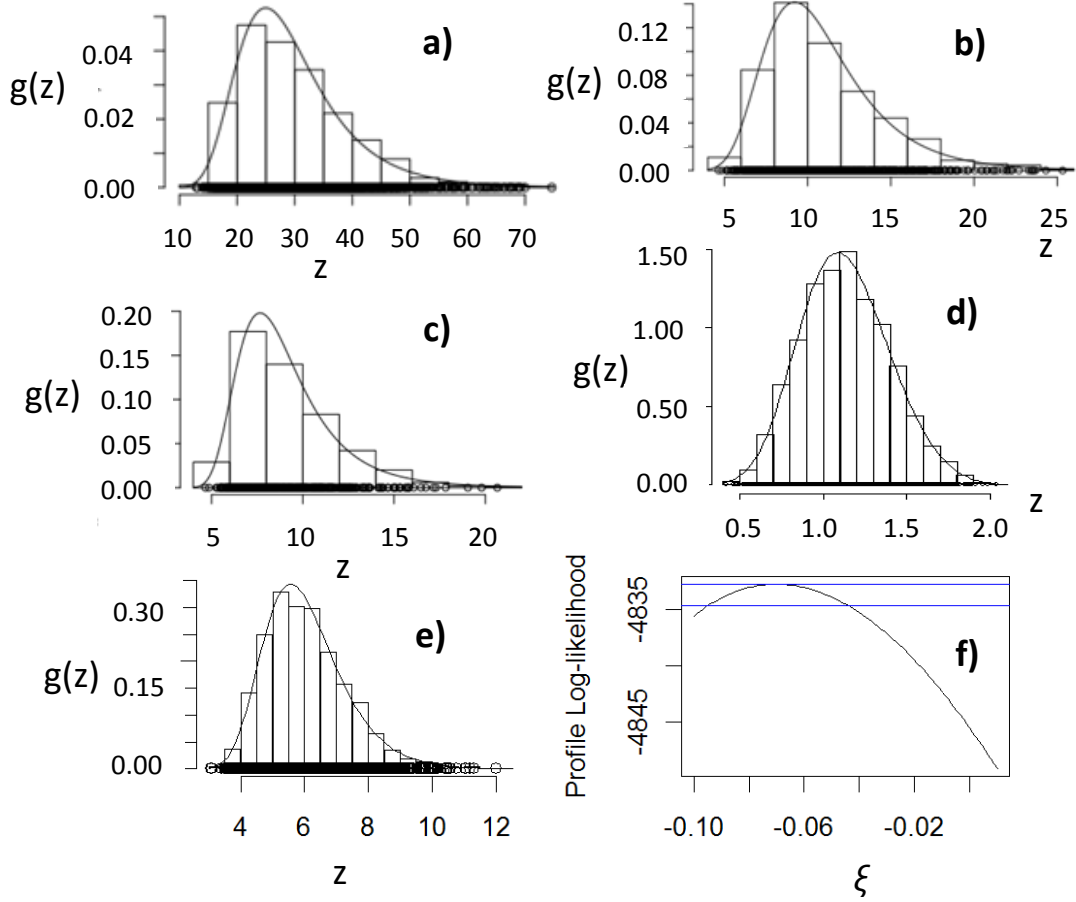 a)
g(z)
0.04
0.02
0.00
10 20 30 40 50 60 70
z
b)
g(z)
0.12
0.08
0.04
0.00
5 10 15 20 25
z
c)
g(z)
0.20
0.15
0.10
0.05
0.00
5 10 15 20
z
d)
g(z)
1.50
1.00
0.50
0.00
0.5 1.0 1.5 2.0
z
e)
g(z)
0.30
0.15
0.00
4 6 8 10 12
z
f)
Profile Log-likelihood
-4835
-4845
-0.10 -0.06 -0.02
ξ